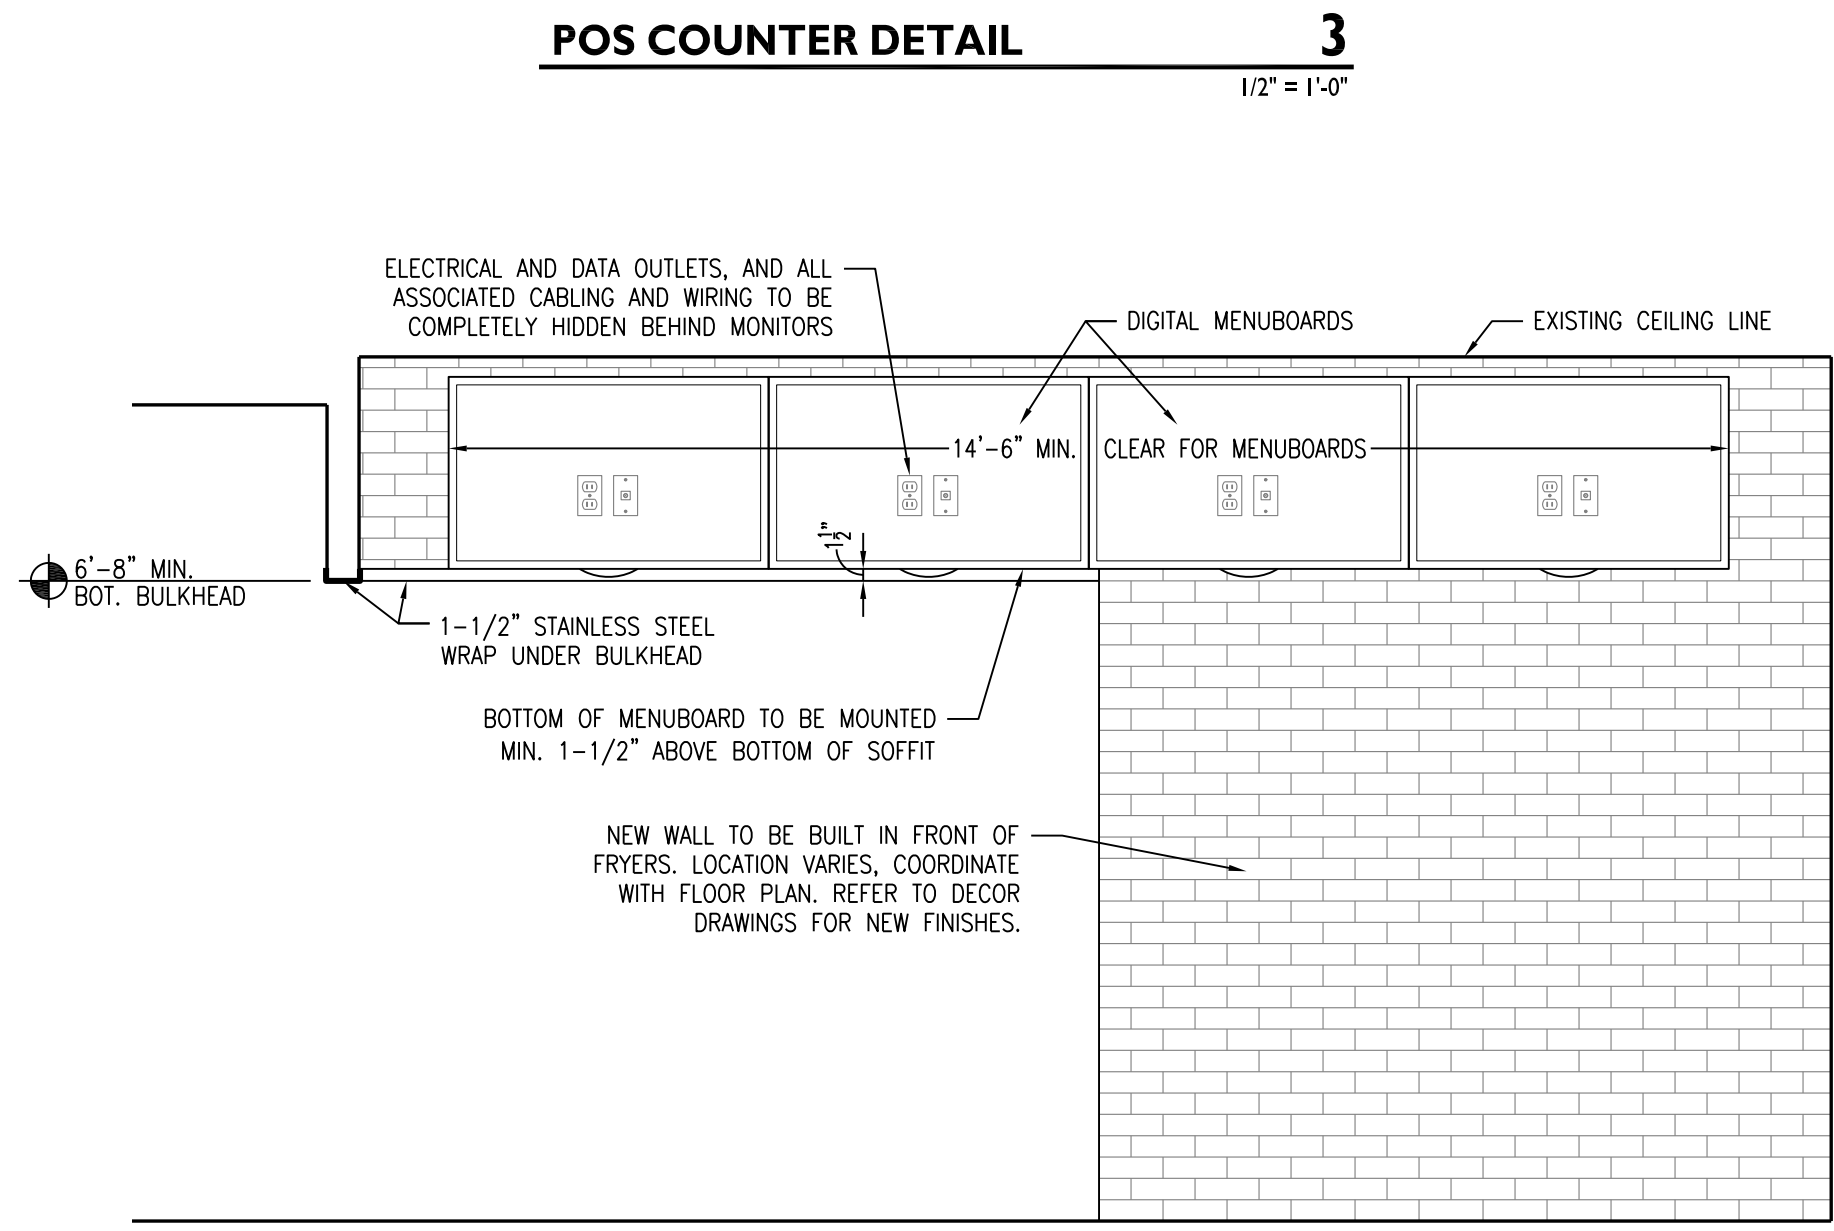 POS COUNTER DETAIL 3
1/2" = 1'-0"
ELECTRICAL AND DATA OUTLETS, AND ALL
ASSOCIATED CABLING AND WIRING TO BE
COMPLETELY HIDDEN BEHIND MONITORS
DIGITAL MENUBOARDS
EXISTING CEILING LINE
14'-6" MIN. CLEAR FOR MENUBOARDS
1 1/2"
6'-8" MIN.
BOT. BULKHEAD
1-1/2" STAINLESS STEEL
WRAP UNDER BULKHEAD
BOTTOM OF MENUBOARD TO BE MOUNTED
MIN. 1-1/2" ABOVE BOTTOM OF SOFFIT
NEW WALL TO BE BUILT IN FRONT OF
FRYERS. LOCATION VARIES, COORDINATE
WITH FLOOR PLAN. REFER TO DECOR
DRAWINGS FOR NEW FINISHES.